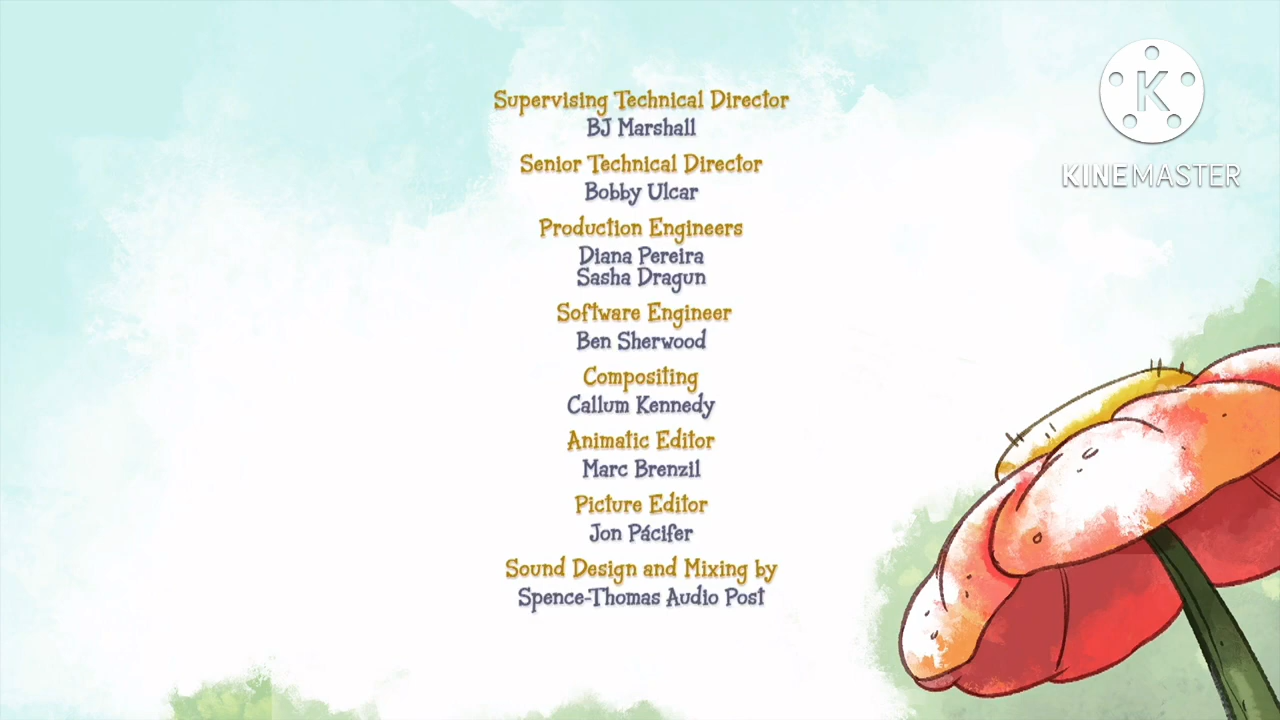 Supervising Technical Director
BJ Marshall
Senior Technical Director
Bobby Ulcar
Production Engineers
Diana Pereira
Sasha Dragun
Software Engineer
Ben Sherwood
Compositing
Callum Kennedy
Animatic Editor
Marc Brenzil
Picture Editor
Jon Pácifer
Sound Design and Mixing by
Spence-Thomas Audio Post
K
KINEMASTER